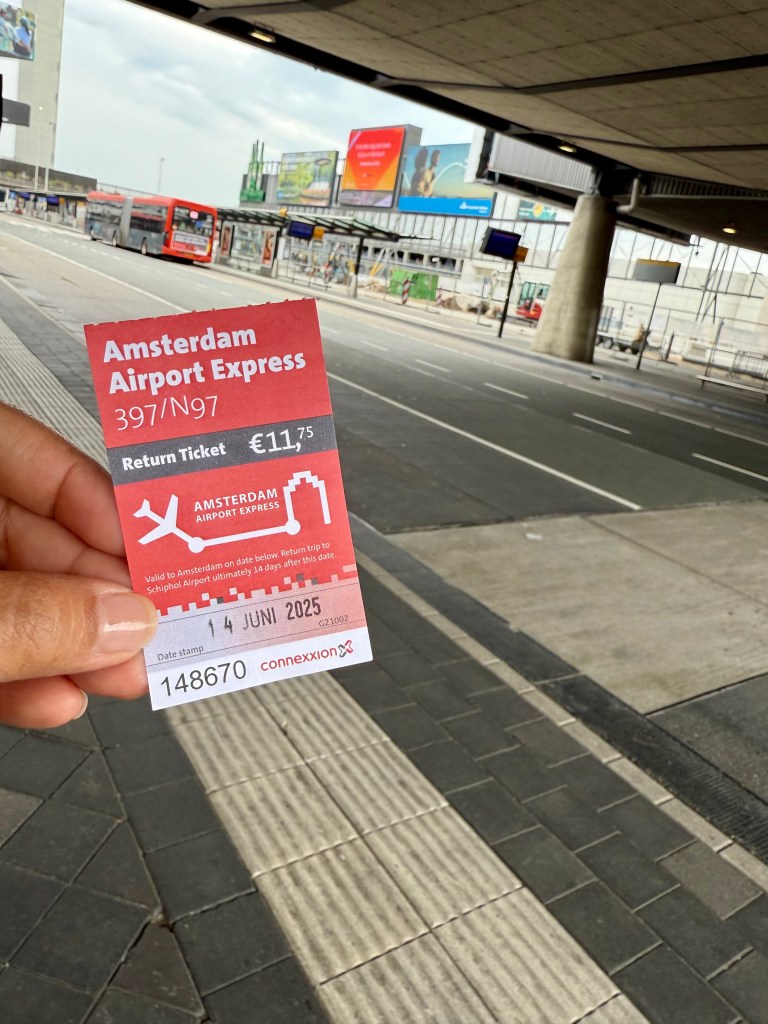 Amsterdam
Airport Express
397/N97
Return Ticket €11,75
AMSTERDAM
AIRPORT EXPRESS
Valid to Amsterdam on date below. Return trip to
Schiphol Airport ultimately 14 days after this date.
14 JUNI 2025
G21002
Date stamp
148670 connexxion